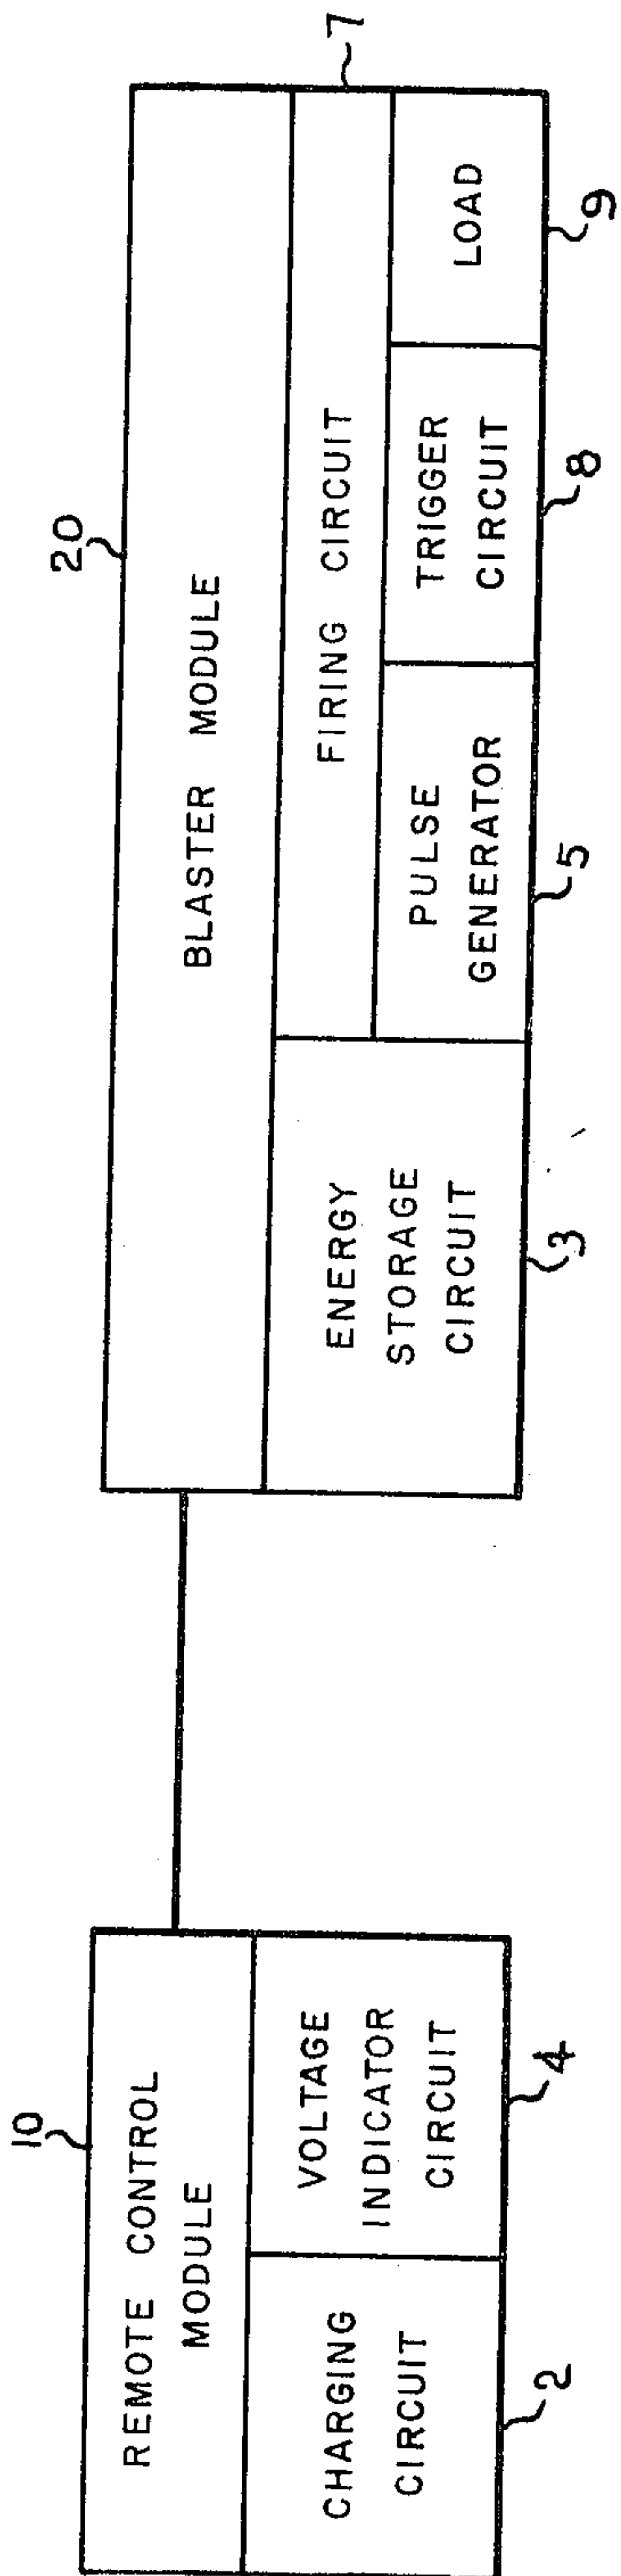 10
REMOTE CONTROL
MODULE
CHARGING
CIRCUIT
2
VOLTAGE
INDICATOR
CIRCUIT
4
20
BLASTER MODULE
ENERGY
STORAGE
CIRCUIT
3
FIRING CIRCUIT
7
PULSE
GENERATOR
5
TRIGGER
CIRCUIT
8
LOAD
9